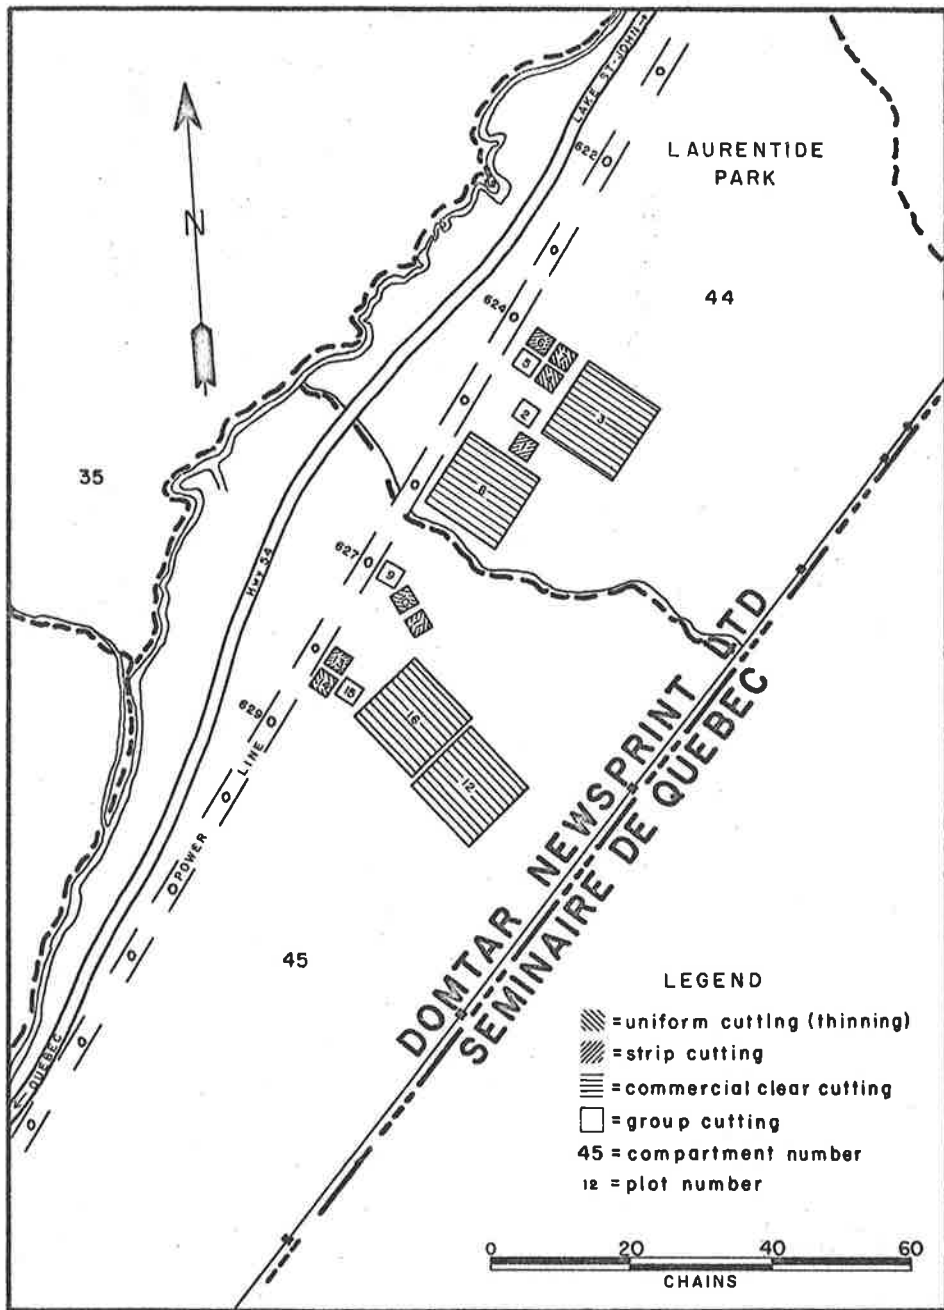 LAKE ST-JOHN →
622
LAURENTIDE
PARK
44
624
6
5
3
2
8
35
627
9
HWY 54
15
16
629
12
POWER LINE
DOMTAR NEWSPRINT LTD
SEMINAIRE DE QUEBEC
45
← QUEBEC
N
LEGEND
= uniform cutting (thinning)
= strip cutting
= commercial clear cutting
= group cutting
45 = compartment number
12 = plot number
0 20 40 60
CHAINS